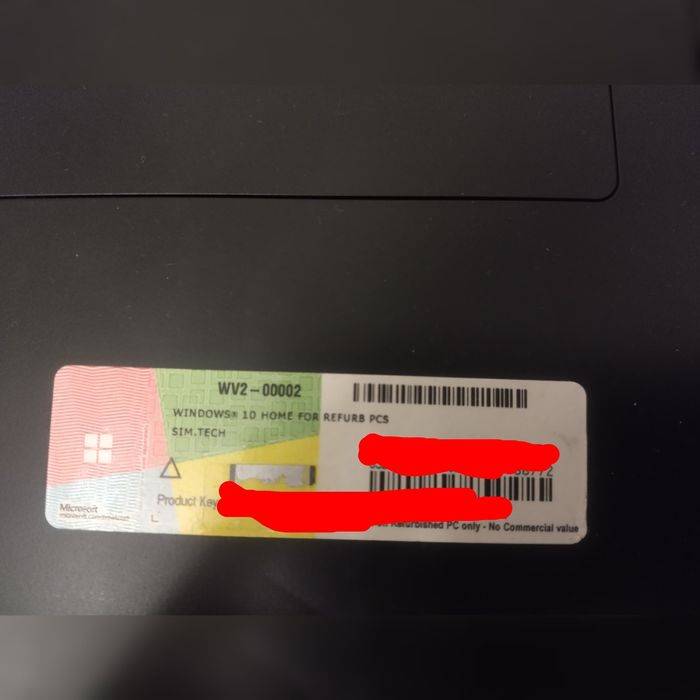 WV2-00002
WINDOWS® 10 HOME FOR REFURB PCS
SIM.TECH
Product Key
Microsoft
Refurbished PC only - No Commercial value